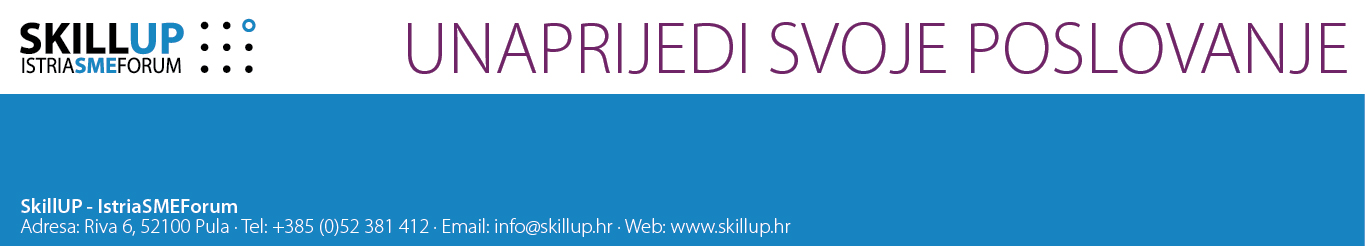 SKILLUP
ISTRIASMEFORUM
UNAPRIJEDI SVOJE POSLOVANJE
SkillUP - IstriaSMEForum
Adresa: Riva 6, 52100 Pula · Tel: +385 (0)52 381 412 · Email: info@skillup.hr · Web: www.skillup.hr